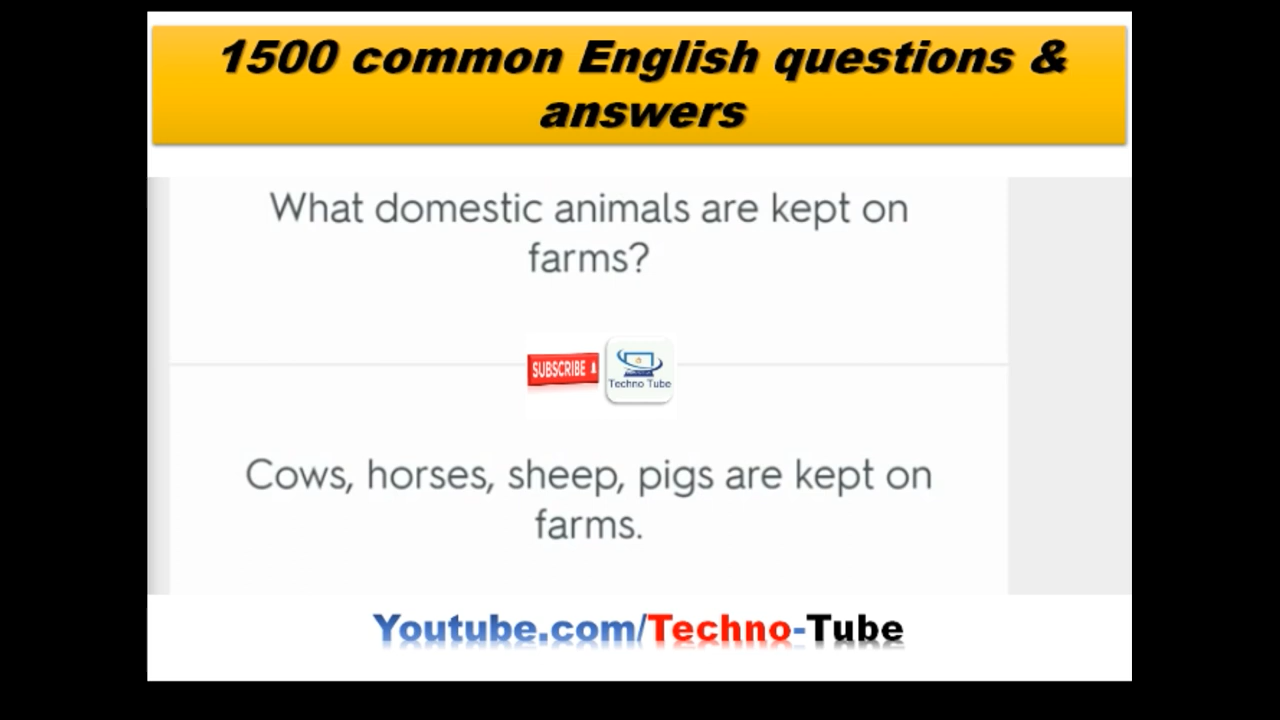 1500 common English questions &
answers
What domestic animals are kept on
farms?
SUBSCRIBE
Techno Tube
Cows, horses, sheep, pigs are kept on
farms.
Youtube.com/Techno-Tube